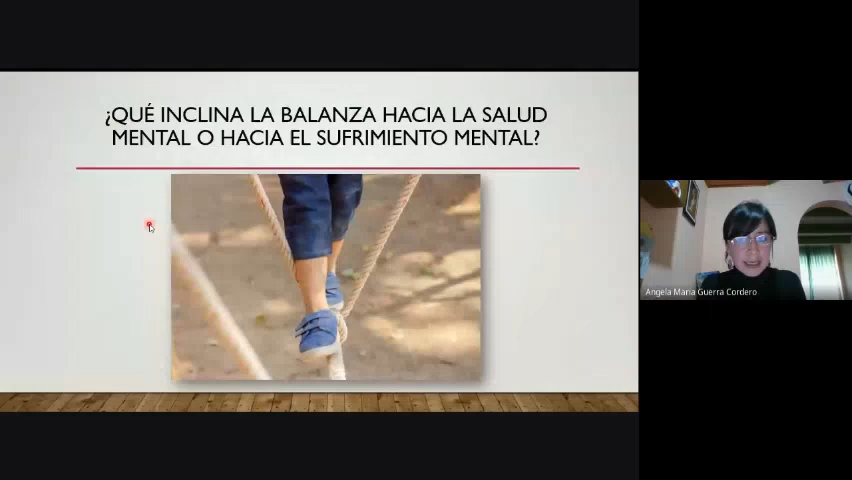 ¿QUÉ INCLINA LA BALANZA HACIA LA SALUD
MENTAL O HACIA EL SUFRIMIENTO MENTAL?
Angela Maria Guerra Cordero